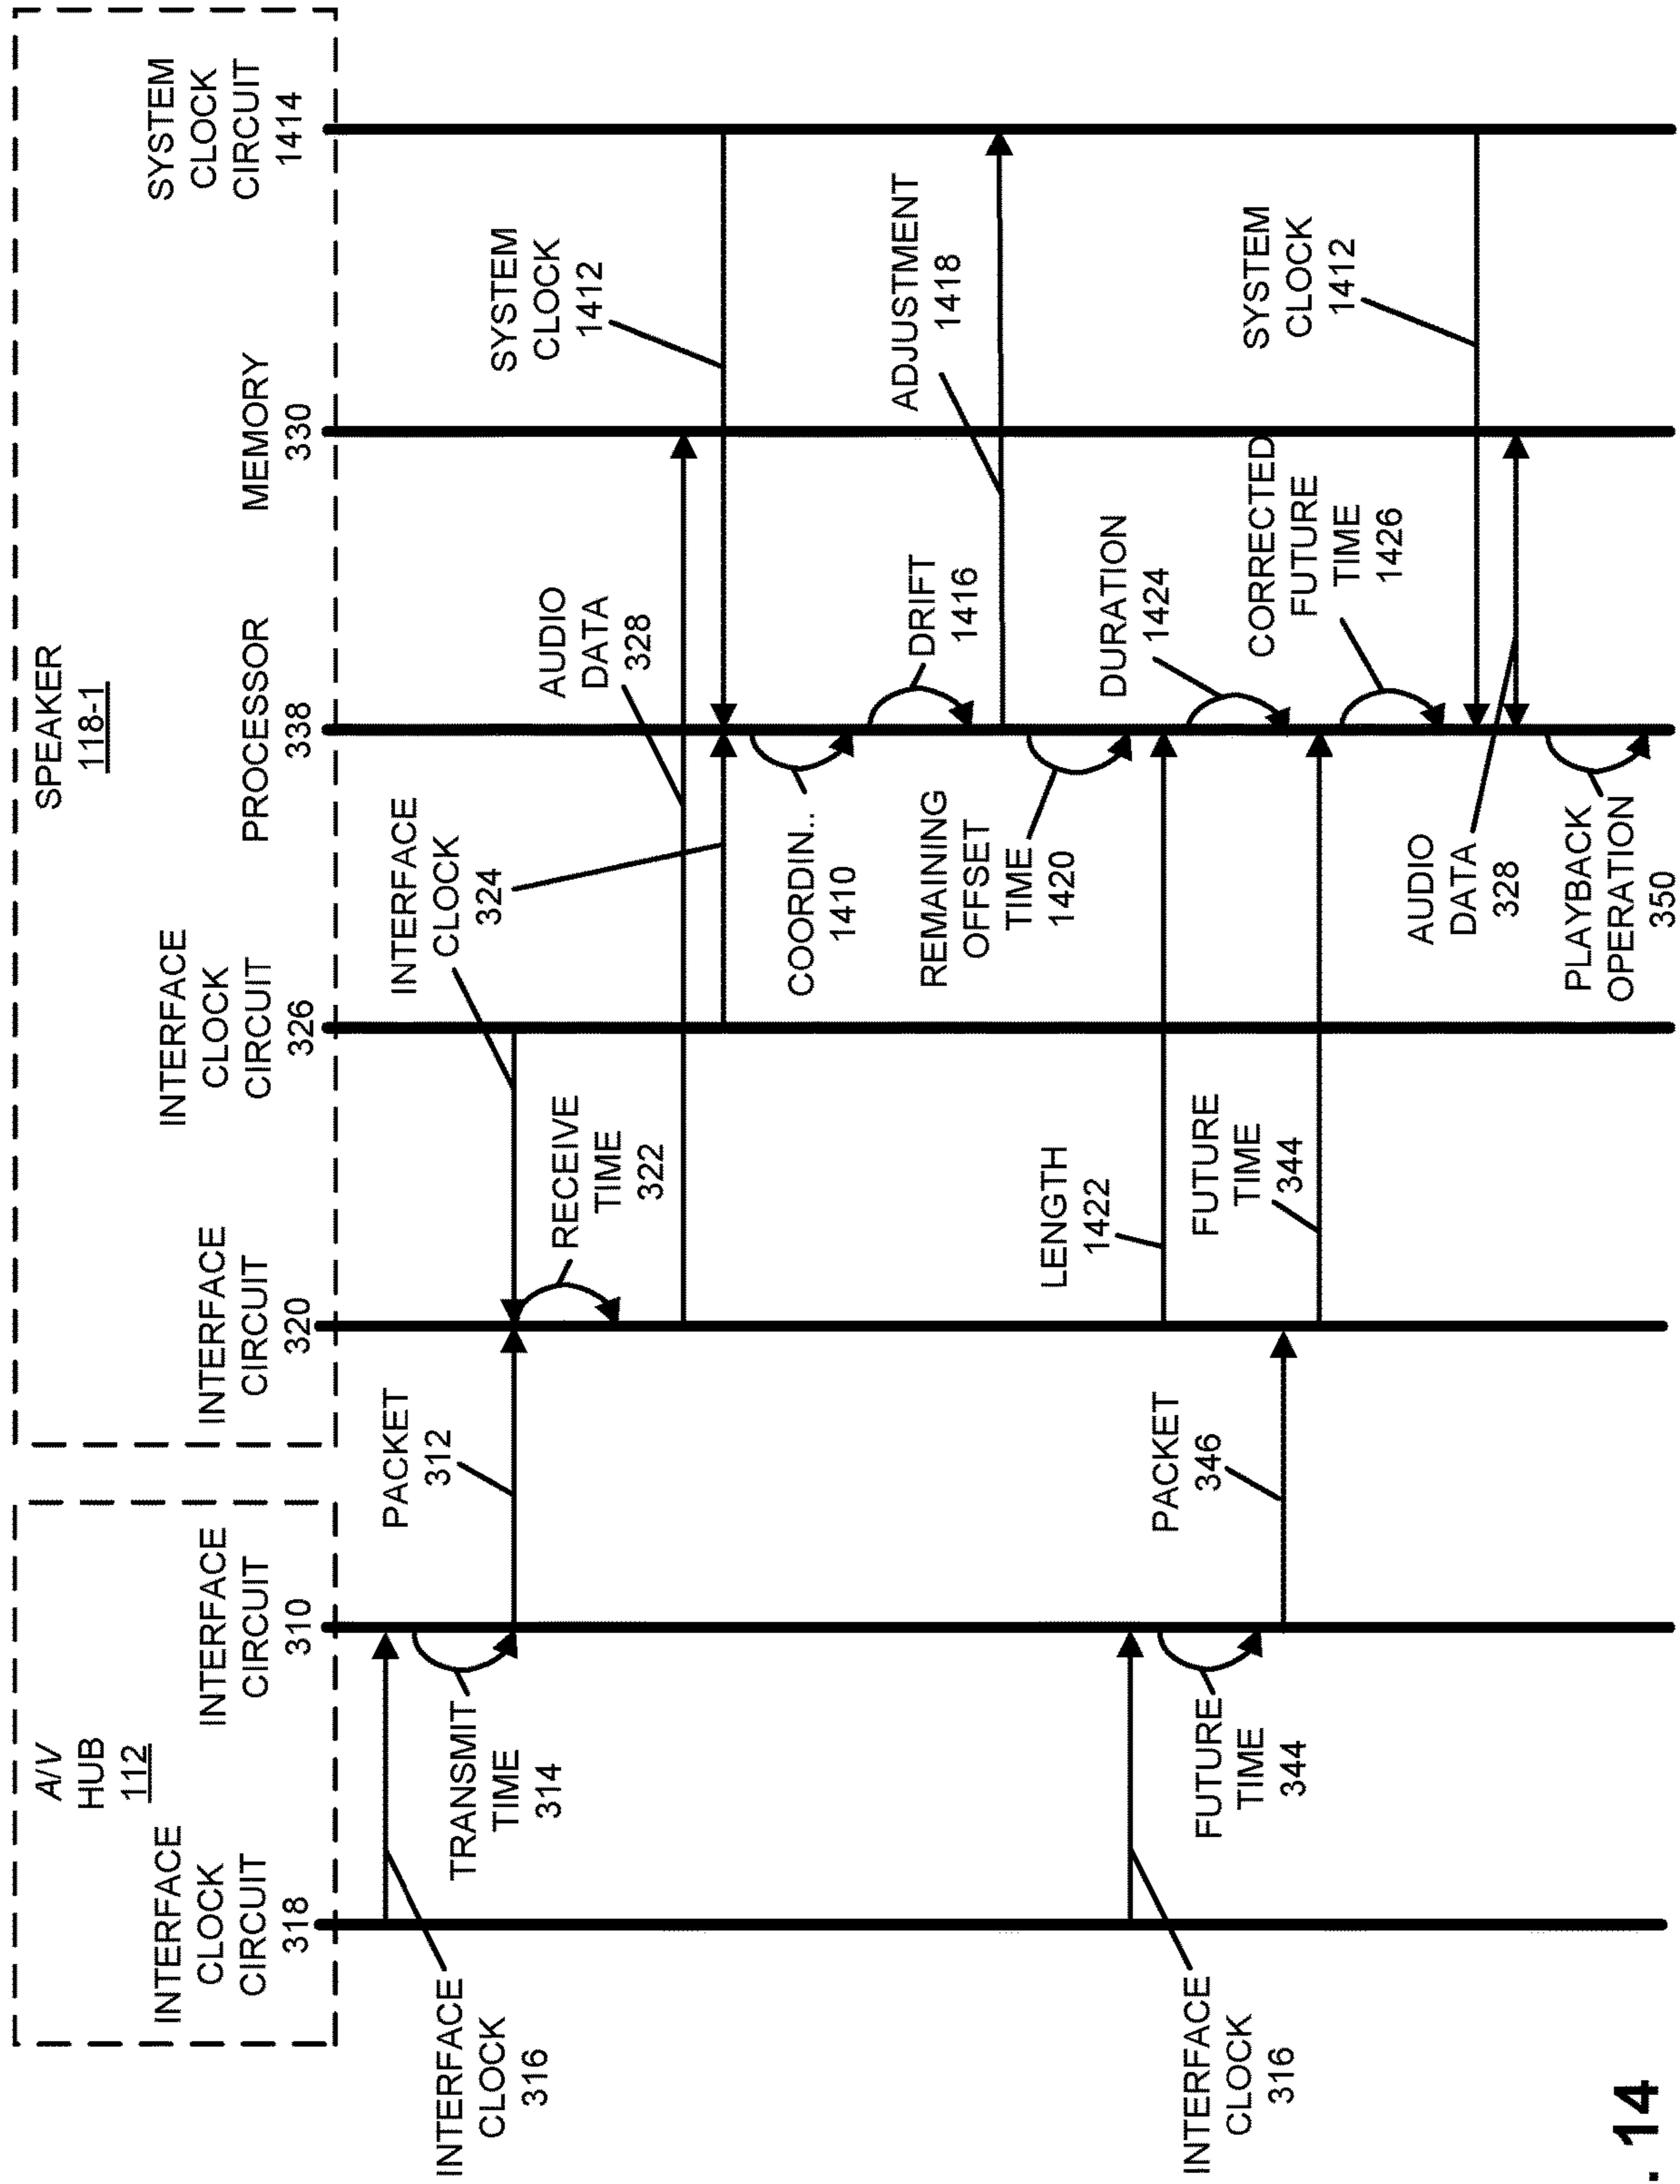 A/V
HUB
112
INTERFACE
CLOCK
CIRCUIT
318
INTERFACE
CIRCUIT
310
SPEAKER
118-1
INTERFACE
CIRCUIT
320
INTERFACE
CLOCK
CIRCUIT
326
PROCESSOR
338
MEMORY
330
SYSTEM
CLOCK
CIRCUIT
1414
INTERFACE
CLOCK
316
TRANSMIT
TIME
314
PACKET
312
INTERFACE
CLOCK
324
RECEIVE
TIME
322
AUDIO
DATA
328
SYSTEM
CLOCK
1412
COORDIN..
1410
DRIFT
1416
ADJUSTMENT
1418
REMAINING
OFFSET
TIME
1420
LENGTH
1422
DURATION
1424
INTERFACE
CLOCK
316
FUTURE
TIME
344
PACKET
346
FUTURE
TIME
344
CORRECTED
FUTURE
TIME
1426
SYSTEM
CLOCK
1412
AUDIO
DATA
328
PLAYBACK
OPERATION
350
. 14